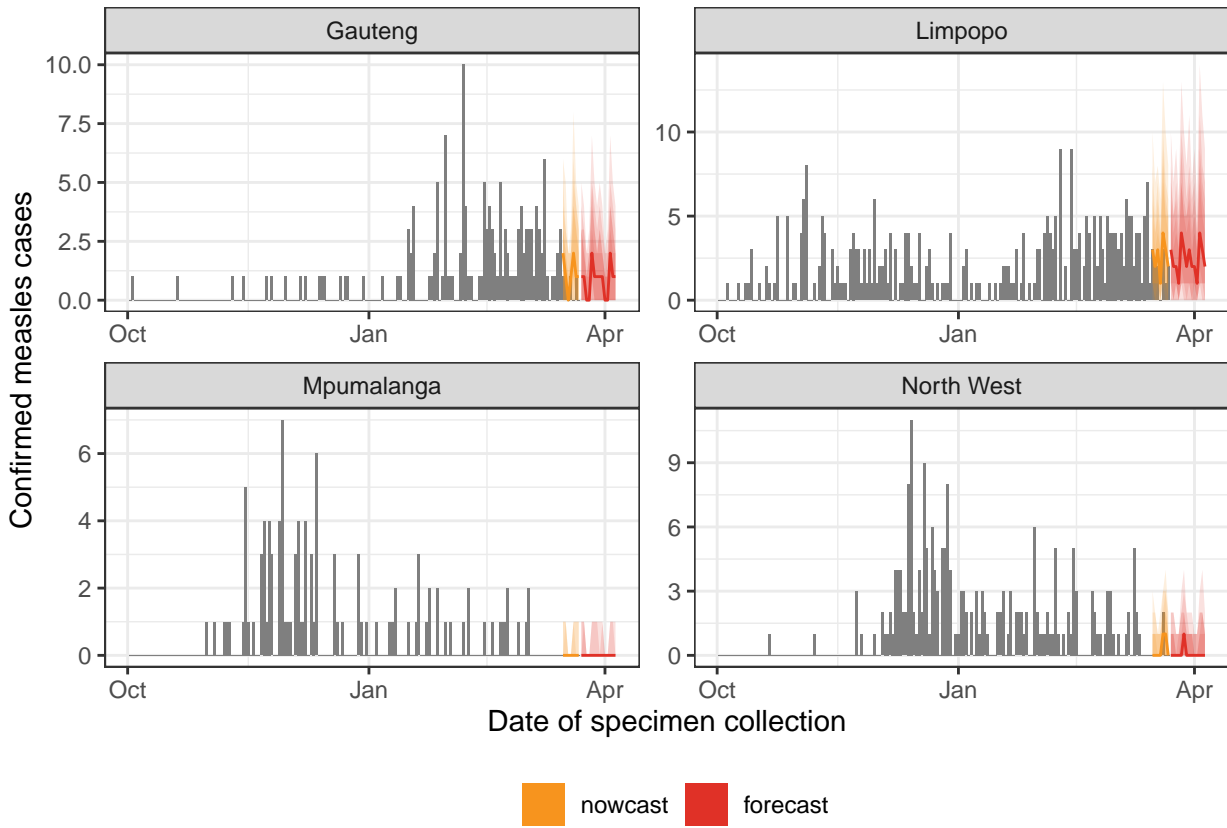 Gauteng
Limpopo
10.0
7.5
5.0
2.5
0.0
10
5
0
Oct
Jan
Apr
Oct
Jan
Apr
Mpumalanga
North West
6
4
2
0
9
6
3
0
Oct
Jan
Apr
Oct
Jan
Apr
Confirmed measles cases
Date of specimen collection
nowcast
forecast